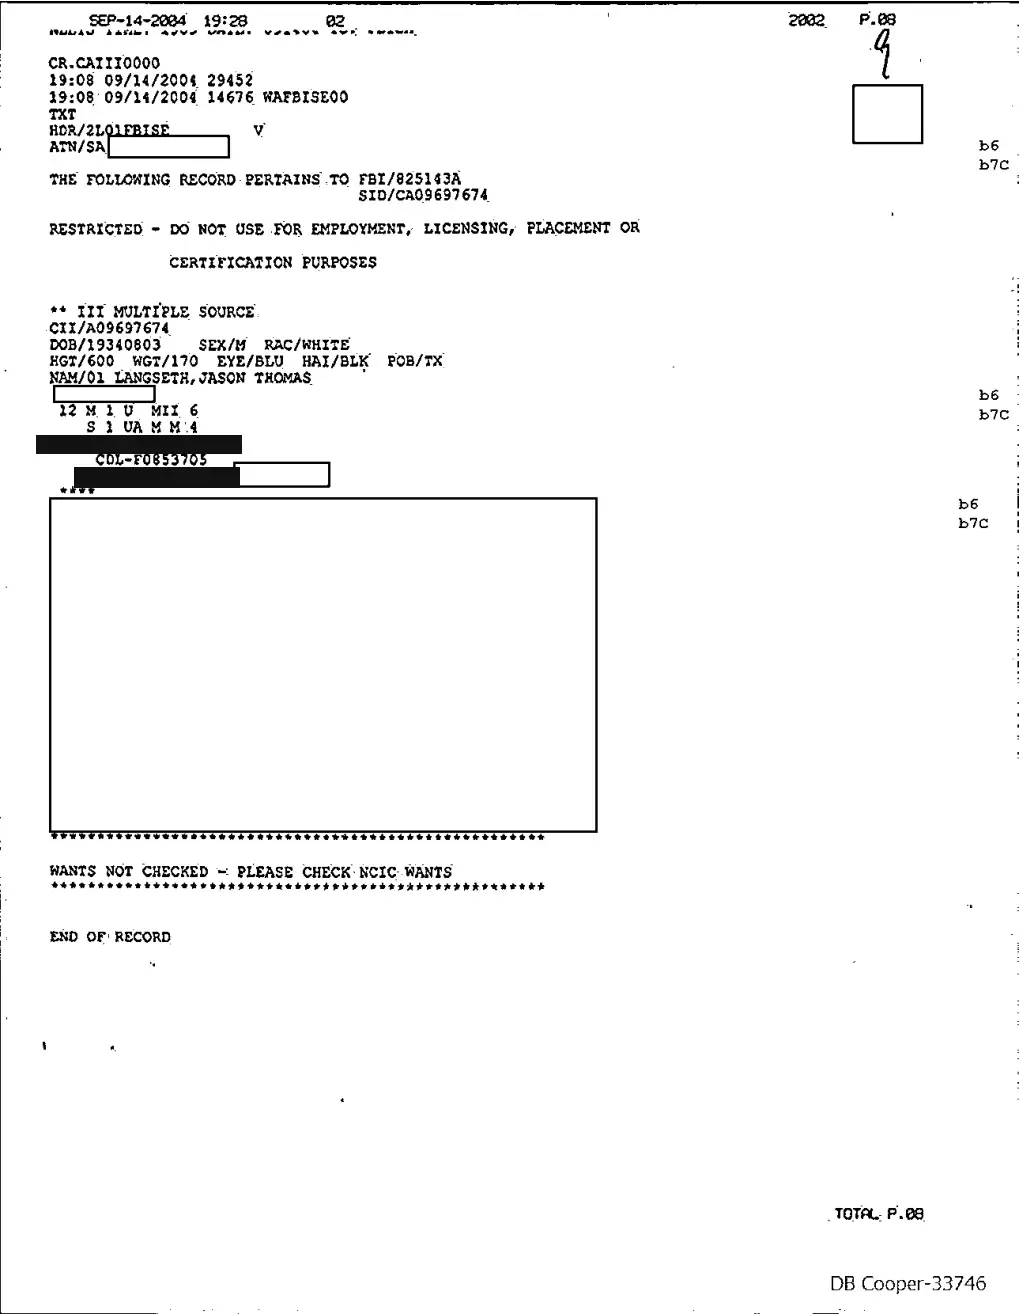 SEP-14-2004 19:28 02 2002 P.08
9
CR.CAIII0000
19:08 09/14/2004 29452
19:08 09/14/2004 14676 WAFBISE00
TXT
HDR/2L01FBISE V
ATN/SA b6
b7C
THE FOLLOWING RECORD PERTAINS TO FBI/825143A
SID/CA09697674
RESTRICTED - DO NOT USE FOR EMPLOYMENT, LICENSING, PLACEMENT OR
CERTIFICATION PURPOSES
** III MULTIPLE SOURCE
CII/A09697674
DOB/19340803 SEX/M RAC/WHITE
HGT/600 WGT/170 EYE/BLU HAI/BLK POB/TX
NAM/01 LANGSETH,JASON THOMAS
b6
12 M 1 U MII 6 b7C
S 1 UA M M 4
CDL-F0853705
****
b6
b7C
*****************************************************
WANTS NOT CHECKED - PLEASE CHECK NCIC WANTS
*****************************************************
END OF RECORD
TOTAL P.08
DB Cooper-33746